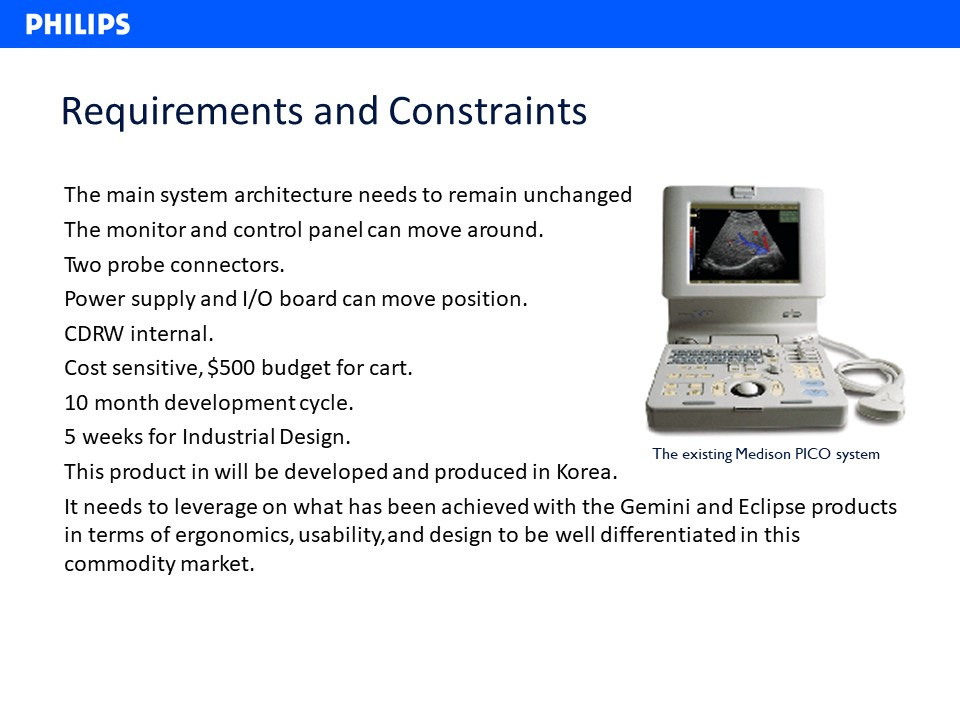 PHILIPS
Requirements and Constraints
The main system architecture needs to remain unchanged
The monitor and control panel can move around.
Two probe connectors.
Power supply and I/O board can move position.
CDRW internal.
Cost sensitive, $500 budget for cart.
10 month development cycle.
5 weeks for Industrial Design.
The existing Medison PICO system
This product in will be developed and produced in Korea.
It needs to leverage on what has been achieved with the Gemini and Eclipse products
in terms of ergonomics, usability,and design to be well differentiated in this
commodity market.